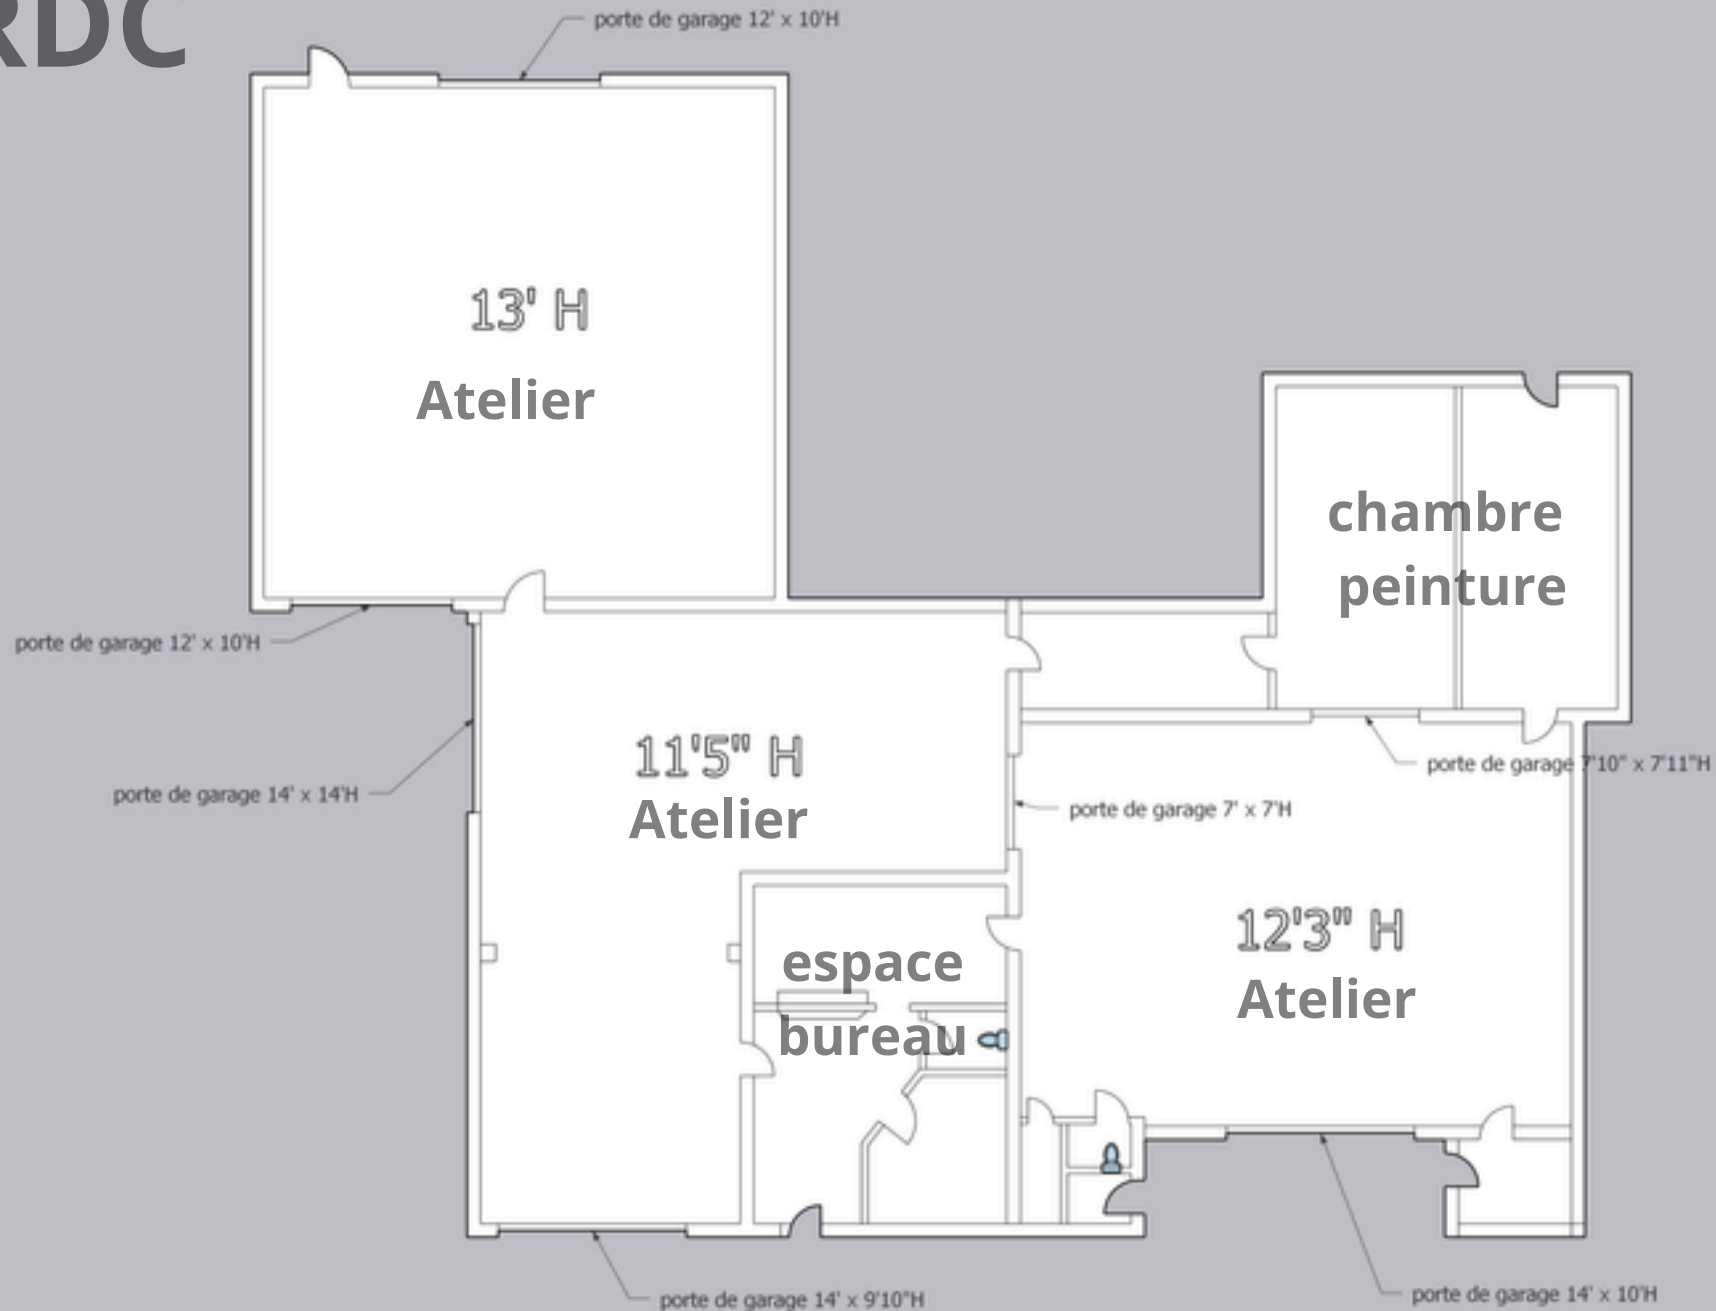 RDC
porte de garage 12' x 10'H
13' H
Atelier
chambre
peinture
porte de garage 12' x 10'H
11'5" H
Atelier
porte de garage 14' x 14'H
porte de garage 7'10" x 7'11"H
porte de garage 7' x 7'H
12'3" H
Atelier
espace
bureau
porte de garage 14' x 9'10"H
porte de garage 14' x 10'H